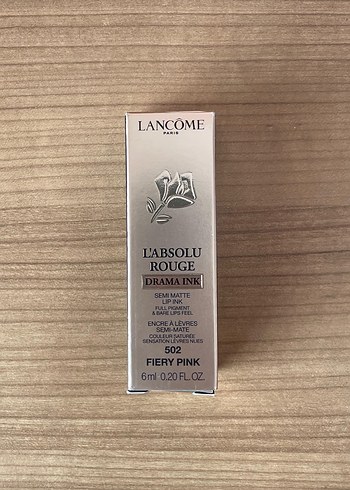 LANCÔME
PARIS
L'ABSOLU
ROUGE
DRAMA INK
SEMI MATTE
LIP INK
FULL PIGMENT
& BARE LIPS FEEL
ENCRE À LÈVRES
SEMI-MATE
COULEUR SATURÉE
SENSATION LÈVRES NUES
502
FIERY PINK
6 ml 0.20 FL.OZ.